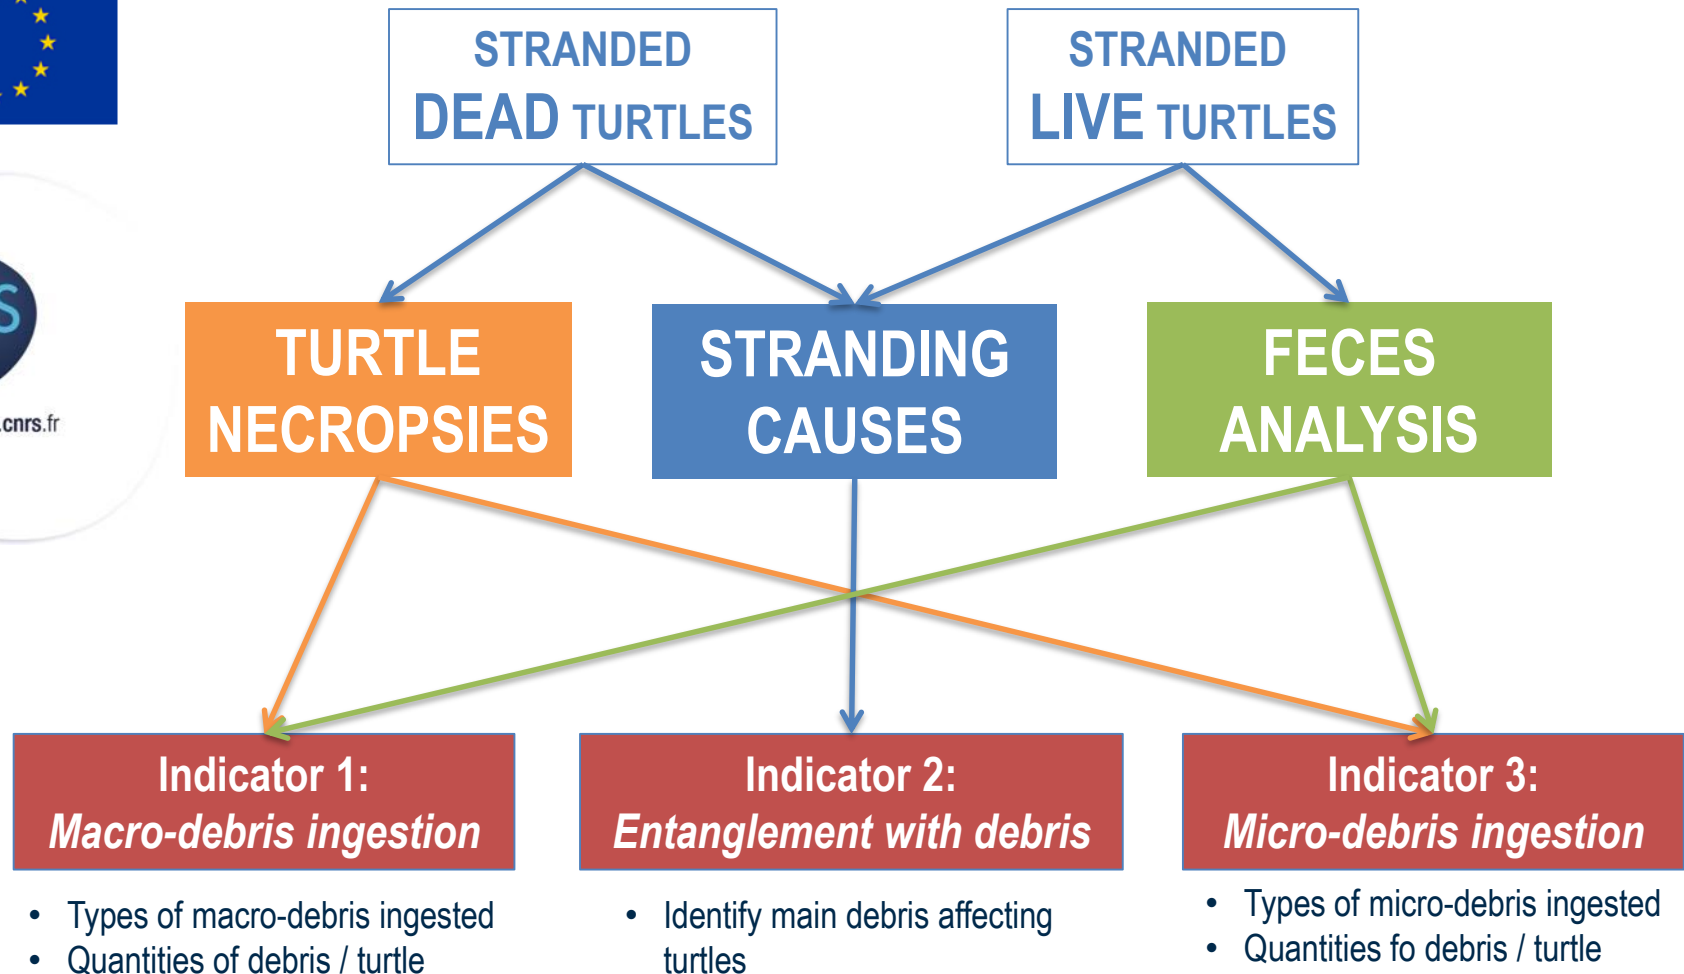 STRANDED
DEAD TURTLES
STRANDED
LIVE TURTLES
S
.cnrs.fr
TURTLE
NECROPSIES
STRANDING
CAUSES
FECES
ANALYSIS
Indicator 1:
Macro-debris ingestion
Indicator 2:
Entanglement with debris
Indicator 3:
Micro-debris ingestion
• Types of macro-debris ingested
• Quantities of debris / turtle
• Identify main debris affecting
turtles
• Types of micro-debris ingested
• Quantities fo debris / turtle